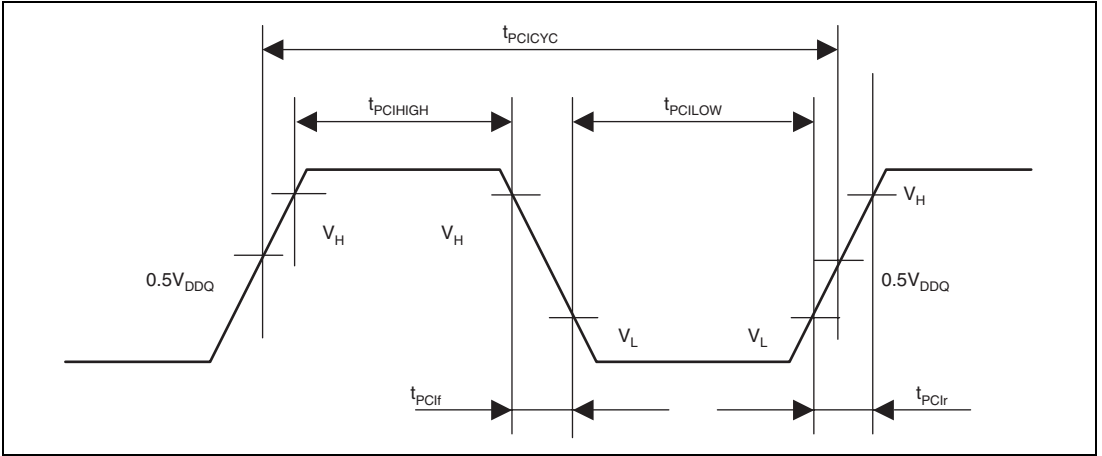 tPCICYC
tPCIHIGH
tPCILOW
VH
VH
VH
0.5VDDQ
0.5VDDQ
VL
VL
tPCIf
tPCIr